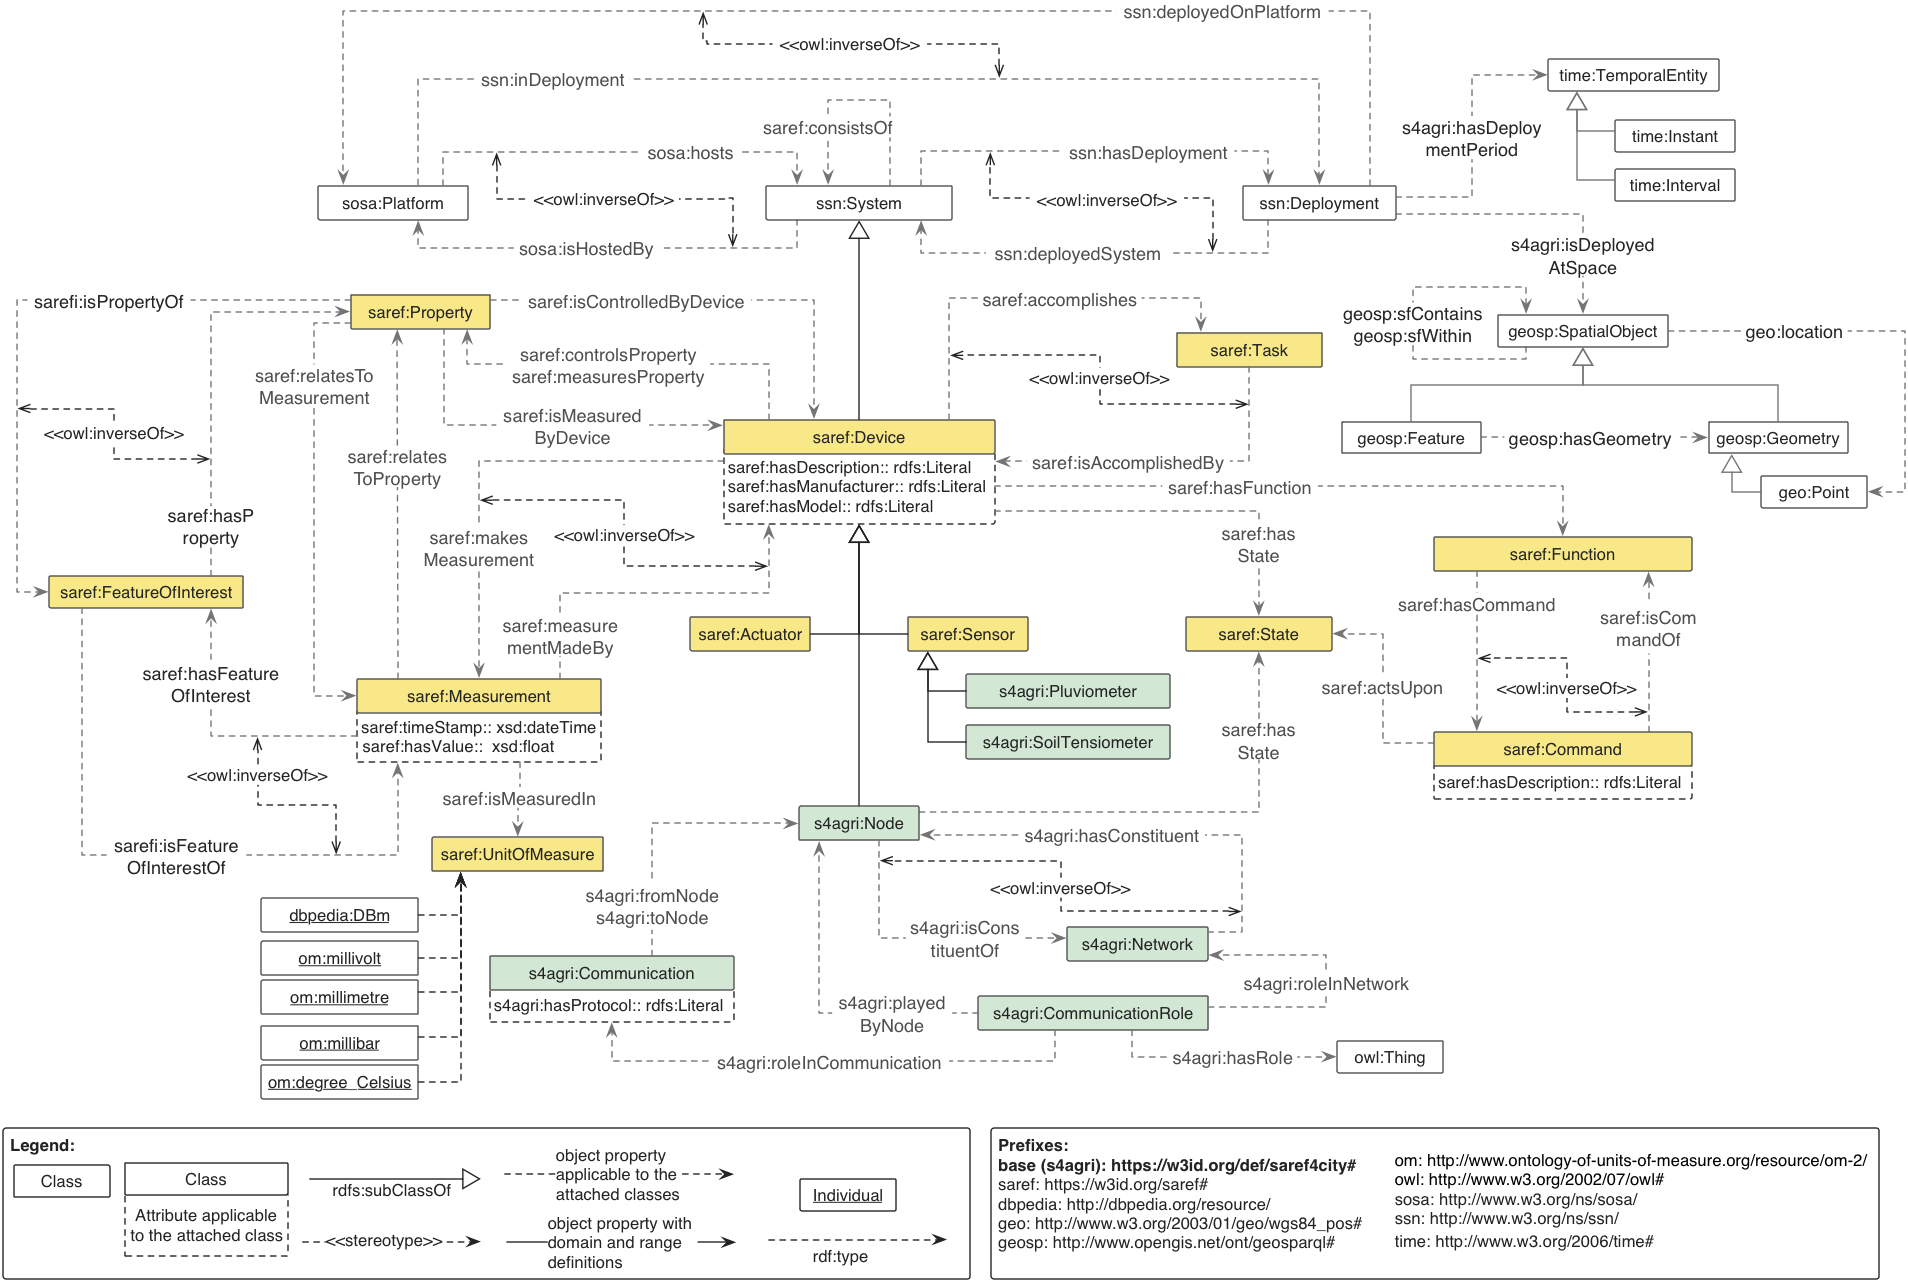 ssn:deployedOnPlatform
<<owl:inverseOf>>
ssn:inDeployment
time:TemporalEntity
saref:consistsOf
s4agri:hasDeploy
mentPeriod
time:Instant
sosa:hosts
ssn:hasDeployment
time:Interval
sosa:Platform
<<owl:inverseOf>>
ssn:System
<<owl:inverseOf>>
ssn:Deployment
sosa:isHostedBy
ssn:deployedSystem
s4agri:isDeployed
AtSpace
sarefi:isPropertyOf
saref:Property
saref:isControlledByDevice
saref:accomplishes
geosp:sfContains
geosp:sfWithin
geosp:SpatialObject
geo:location
saref:controlsProperty
saref:measuresProperty
saref:Task
<<owl:inverseOf>>
saref:relatesTo
Measurement
saref:isMeasured
ByDevice
<<owl:inverseOf>>
saref:Device
saref:hasDescription:: rdfs:Literal
saref:hasManufacturer:: rdfs:Literal
saref:hasModel:: rdfs:Literal
geosp:Feature
geosp:hasGeometry
geosp:Geometry
saref:relates
ToProperty
saref:isAccomplishedBy
saref:hasFunction
geo:Point
saref:hasP
roperty
saref:makes
Measurement
<<owl:inverseOf>>
saref:has
State
saref:Function
saref:FeatureOfInterest
saref:hasCommand
saref:isCom
mandOf
saref:measure
mentMadeBy
saref:Actuator
saref:Sensor
saref:State
saref:hasFeature
OfInterest
saref:Measurement
saref:timeStamp:: xsd:dateTime
saref:hasValue:: xsd:float
s4agri:Pluviometer
saref:actsUpon
<<owl:inverseOf>>
s4agri:SoilTensiometer
saref:has
State
saref:Command
saref:hasDescription:: rdfs:Literal
<<owl:inverseOf>>
saref:isMeasuredIn
s4agri:Node
s4agri:hasConstituent
sarefi:isFeature
OfInterestOf
saref:UnitOfMeasure
<<owl:inverseOf>>
s4agri:fromNode
s4agri:toNode
dbpedia:DBm
s4agri:isCons
tituentOf
s4agri:Network
om:millivolt
s4agri:Communication
s4agri:hasProtocol:: rdfs:Literal
s4agri:roleInNetwork
om:millimetre
s4agri:played
ByNode
s4agri:CommunicationRole
om:millibar
s4agri:roleInCommunication
s4agri:hasRole
owl:Thing
om:degree_Celsius
Legend:
Class
Class
Attribute applicable
to the attached class
rdfs:subClassOf
<<stereotype>>
object property
applicable to the
attached classes
object property with
domain and range
definitions
Individual
rdf:type
Prefixes:
base (s4agri): https://w3id.org/def/saref4city#
saref: https://w3id.org/saref#
dbpedia: http://dbpedia.org/resource/
geo: http://www.w3.org/2003/01/geo/wgs84_pos#
geosp: http://www.opengis.net/ont/geosparql#
om: http://www.ontology-of-units-of-measure.org/resource/om-2/
owl: http://www.w3.org/2002/07/owl#
sosa: http://www.w3.org/ns/sosa/
ssn: http://www.w3.org/ns/ssn/
time: http://www.w3.org/2006/time#